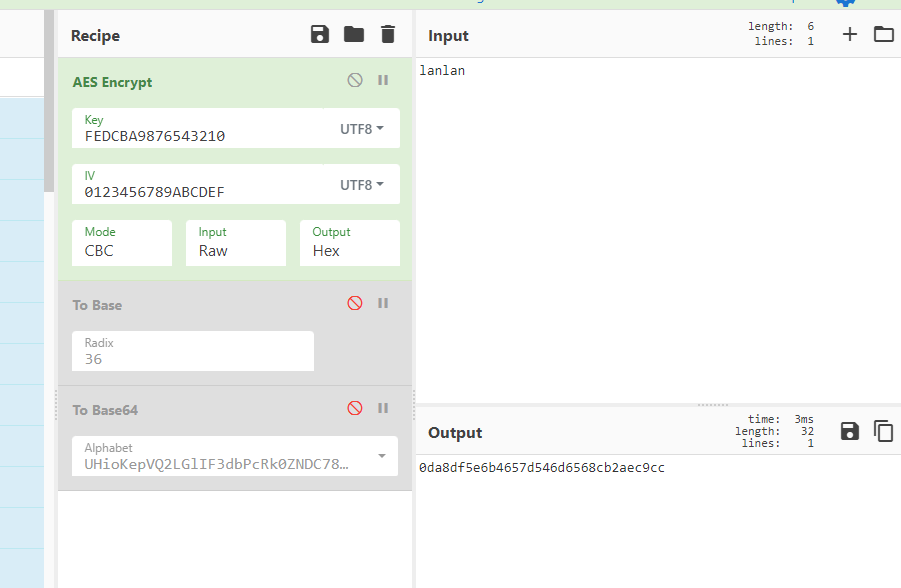 Recipe
AES Encrypt
Key
FEDCBA9876543210
UTF8
IV
0123456789ABCDEF
UTF8
Mode
CBC
Input
Raw
Output
Hex
To Base
Radix
36
To Base64
Alphabet
UHioKepVQ2LGlIF3dbPcRk0ZNDC78…
Input
length: 6
lines: 1
lanlan
Output
time: 3ms
length: 32
lines: 1
0da8df5e6b4657d546d6568cb2aec9cc